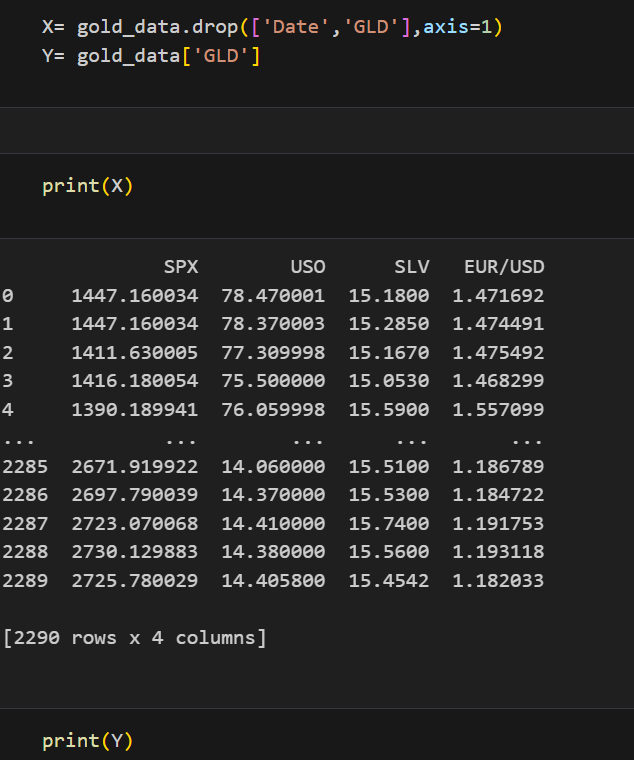 X= gold_data.drop(['Date','GLD'],axis=1)
Y= gold_data['GLD']
print(X)
SPX USO SLV EUR/USD
0 1447.160034 78.470001 15.1800 1.471692
1 1447.160034 78.370003 15.2850 1.474491
2 1411.630005 77.309998 15.1670 1.475492
3 1416.180054 75.500000 15.0530 1.468299
4 1390.189941 76.059998 15.5900 1.557099
... ... ... ... ...
2285 2671.919922 14.060000 15.5100 1.186789
2286 2697.790039 14.370000 15.5300 1.184722
2287 2723.070068 14.410000 15.7400 1.191753
2288 2730.129883 14.380000 15.5600 1.193118
2289 2725.780029 14.405800 15.4542 1.182033
[2290 rows x 4 columns]
print(Y)